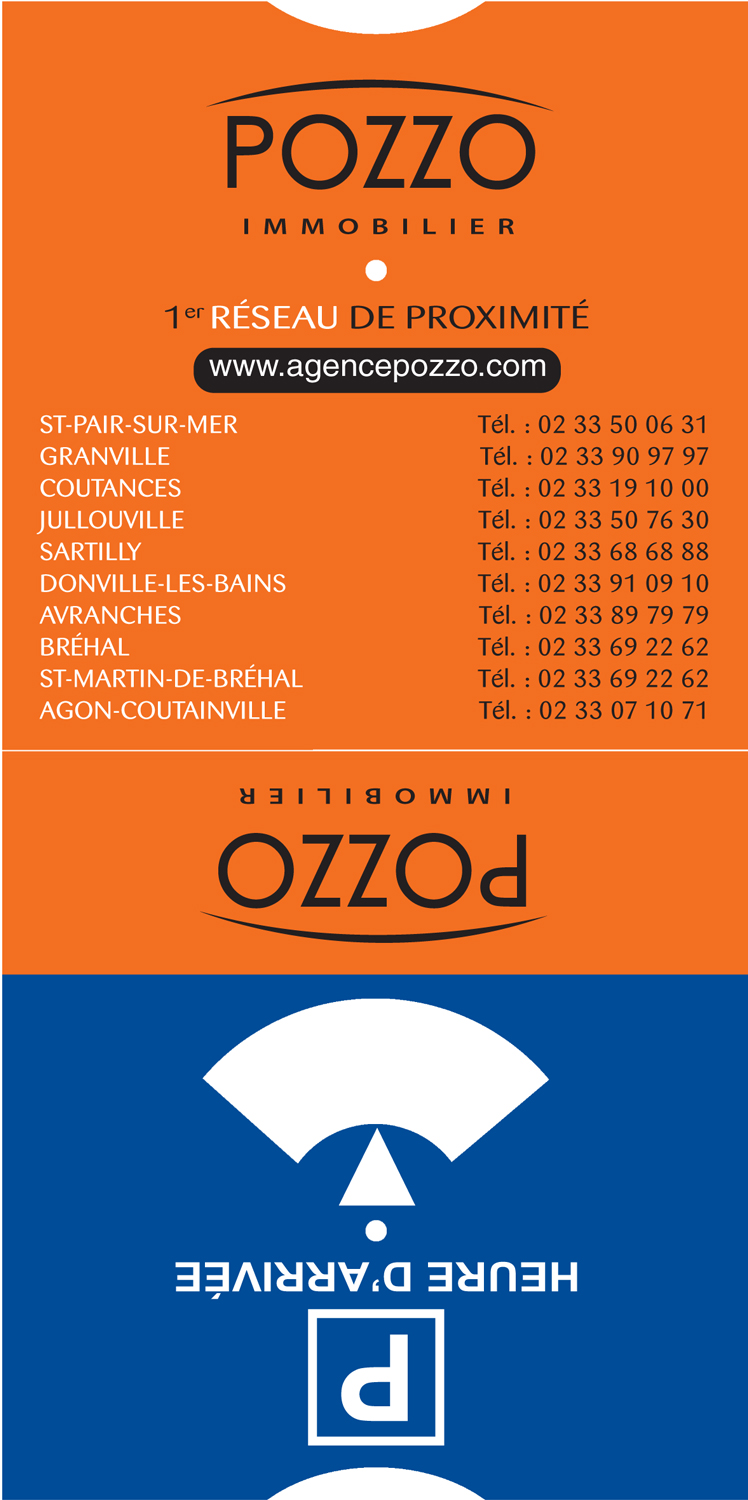 POZZO
IMMOBILIER
1er RÉSEAU DE PROXIMITÉ
www.agencepozzo.com
ST-PAIR-SUR-MER Tél. : 02 33 50 06 31
GRANVILLE Tél. : 02 33 90 97 97
COUTANCES Tél. : 02 33 19 10 00
JULLOUVILLE Tél. : 02 33 50 76 30
SARTILLY Tél. : 02 33 68 68 88
DONVILLE-LES-BAINS Tél. : 02 33 91 09 10
AVRANCHES Tél. : 02 33 89 79 79
BRÉHAL Tél. : 02 33 69 22 62
ST-MARTIN-DE-BRÉHAL Tél. : 02 33 69 22 62
AGON-COUTAINVILLE Tél. : 02 33 07 10 71
P
HEURE D'ARRIVÉE
POZZO
IMMOBILIER